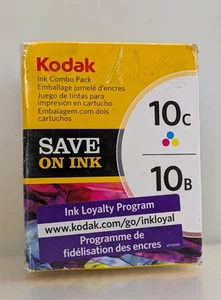 Kodak
Ink Combo Pack
Emballage jumelé d'encres
Juego de tintas para
impresión en cartucho
Embalagem com dois
cartuchos
10C
10B
SAVE
ON INK
Ink Loyalty Program
www.kodak.com/go/inkloyal
Programme de
fidélisation des encres